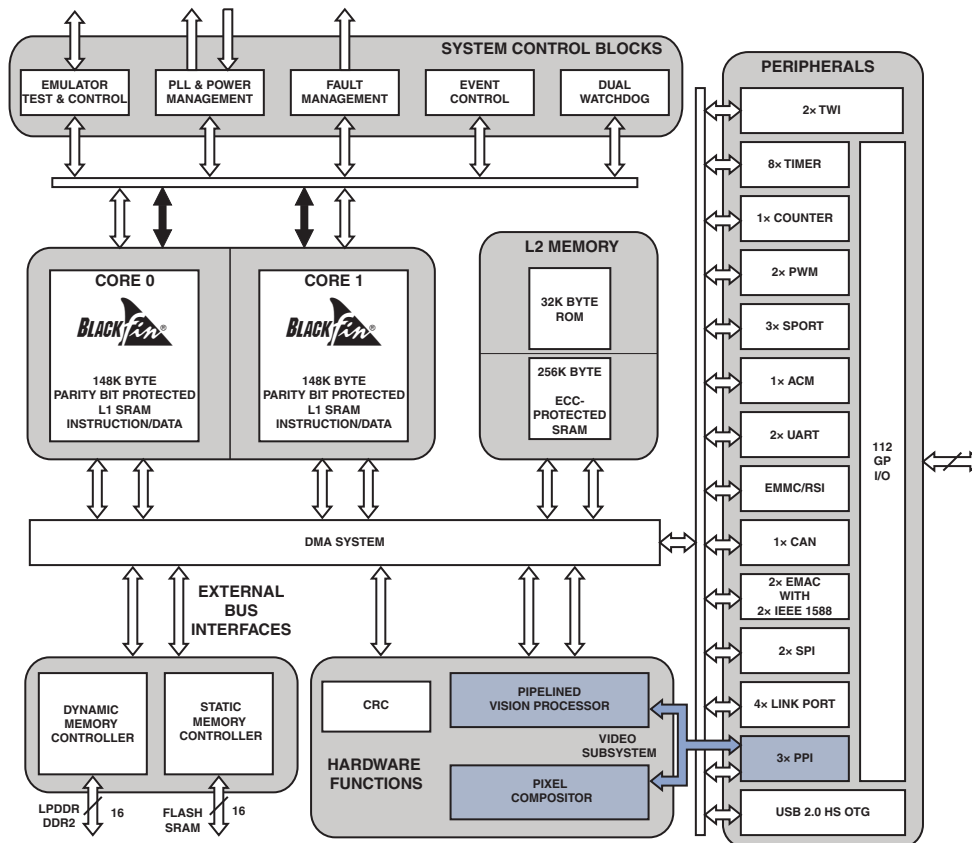 SYSTEM CONTROL BLOCKS
EMULATOR
TEST & CONTROL
PLL & POWER
MANAGEMENT
FAULT
MANAGEMENT
EVENT
CONTROL
DUAL
WATCHDOG
CORE 0
BLACKfin®
148K BYTE
PARITY BIT PROTECTED
L1 SRAM
INSTRUCTION/DATA
CORE 1
BLACKfin®
148K BYTE
PARITY BIT PROTECTED
L1 SRAM
INSTRUCTION/DATA
L2 MEMORY
32K BYTE
ROM
256K BYTE
ECC-
PROTECTED
SRAM
DMA SYSTEM
EXTERNAL
BUS
INTERFACES
DYNAMIC
MEMORY
CONTROLLER
STATIC
MEMORY
CONTROLLER
LPDDR
DDR2
16
FLASH
SRAM
16
CRC
HARDWARE
FUNCTIONS
PIPELINED
VISION PROCESSOR
VIDEO
SUBSYSTEM
PIXEL
COMPOSITOR
PERIPHERALS
2× TWI
8× TIMER
1× COUNTER
2× PWM
3× SPORT
1× ACM
2× UART
EMMC/RSI
1× CAN
2× EMAC
WITH
2× IEEE 1588
2× SPI
4× LINK PORT
3× PPI
USB 2.0 HS OTG
112
GP
I/O